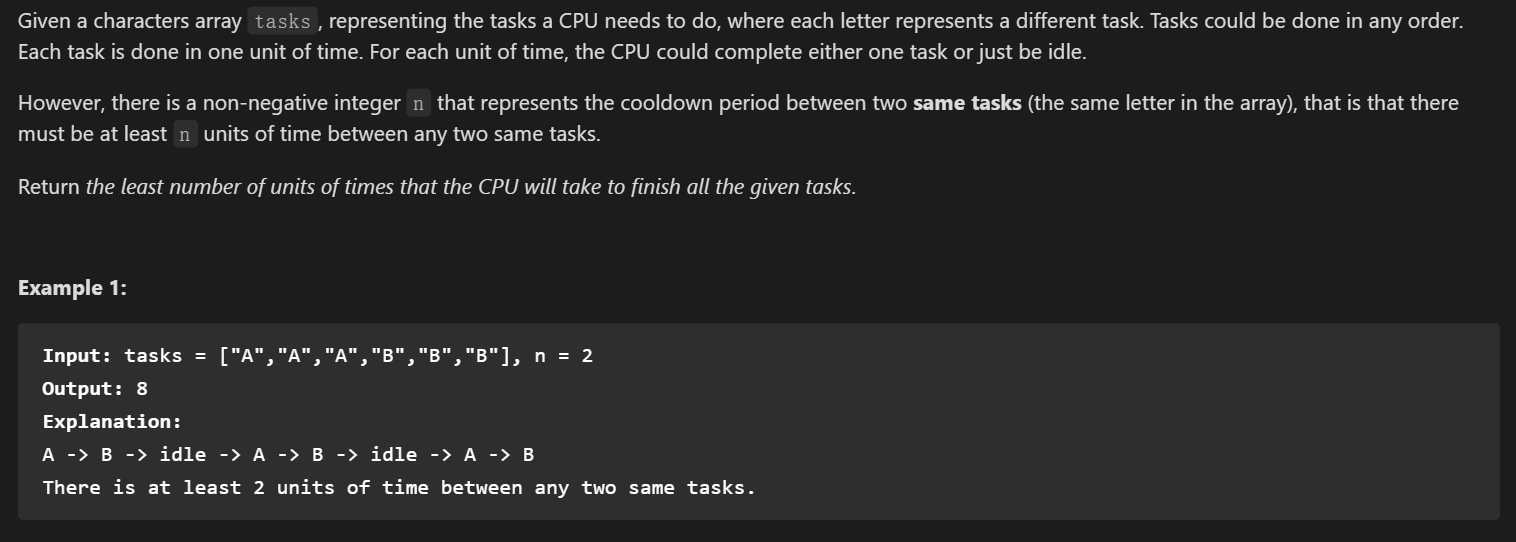 Given a characters array tasks, representing the tasks a CPU needs to do, where each letter represents a different task. Tasks could be done in any order.
Each task is done in one unit of time. For each unit of time, the CPU could complete either one task or just be idle.
However, there is a non-negative integer n that represents the cooldown period between two same tasks (the same letter in the array), that is that there
must be at least n units of time between any two same tasks.
Return the least number of units of times that the CPU will take to finish all the given tasks.
Example 1:
Input: tasks = ["A","A","A","B","B","B"], n = 2
Output: 8
Explanation:
A -> B -> idle -> A -> B -> idle -> A -> B
There is at least 2 units of time between any two same tasks.